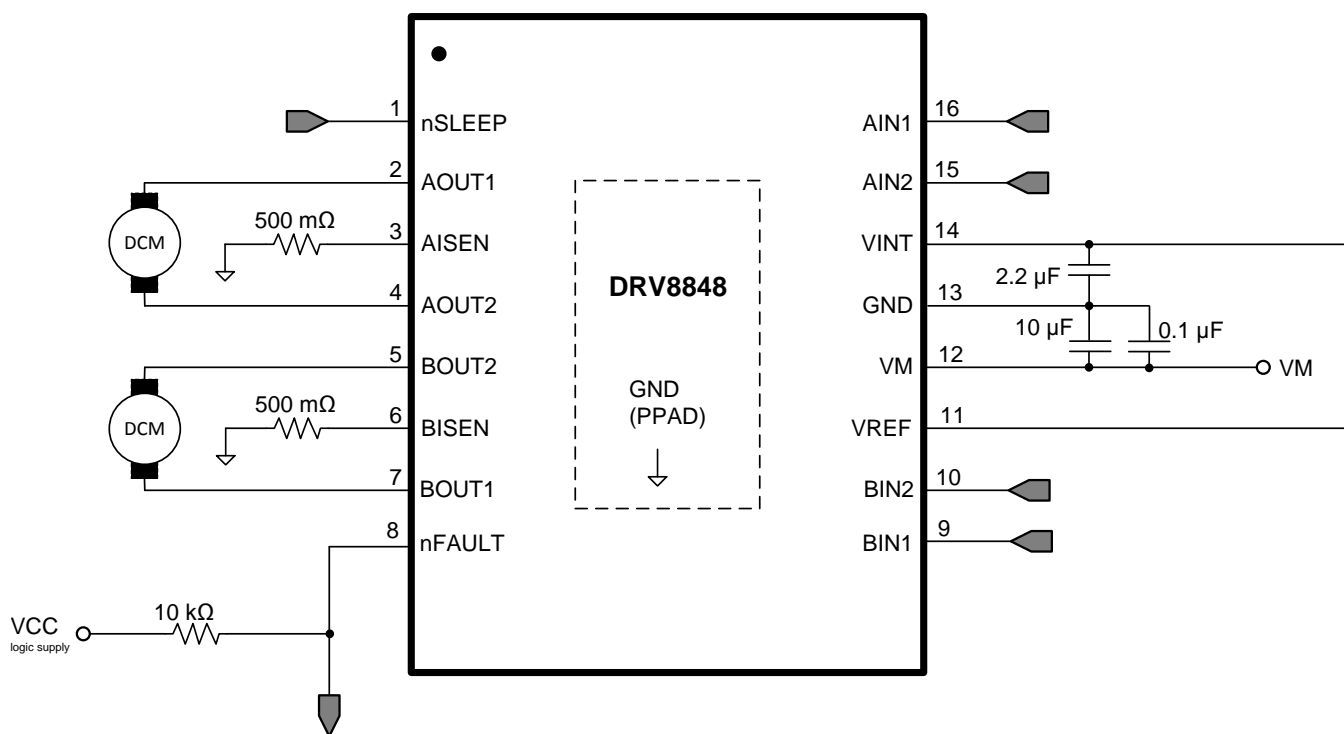 1
nSLEEP
2
AOUT1
500 mΩ
3
AISEN
DCM
4
AOUT2
5
BOUT2
500 mΩ
6
BISEN
DCM
7
BOUT1
8
nFAULT
10 kΩ
VCC
logic supply
DRV8848
GND
(PPAD)
16
AIN1
15
AIN2
14
VINT
2.2 µF
13
GND
10 µF
0.1 µF
12
VM
VM
11
VREF
10
BIN2
9
BIN1